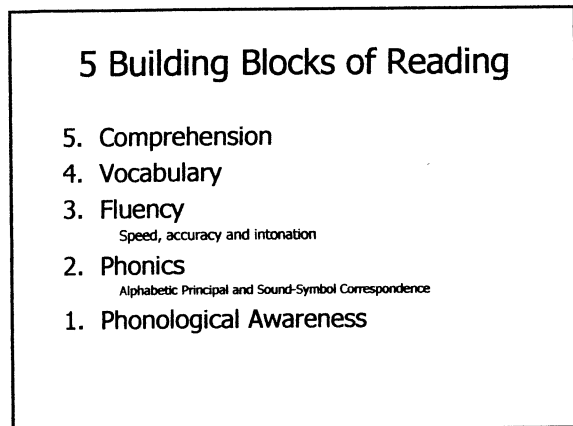 5 Building Blocks of Reading
5. Comprehension
4. Vocabulary
3. Fluency
Speed, accuracy and intonation
2. Phonics
Alphabetic Principal and Sound-Symbol Correspondence
1. Phonological Awareness